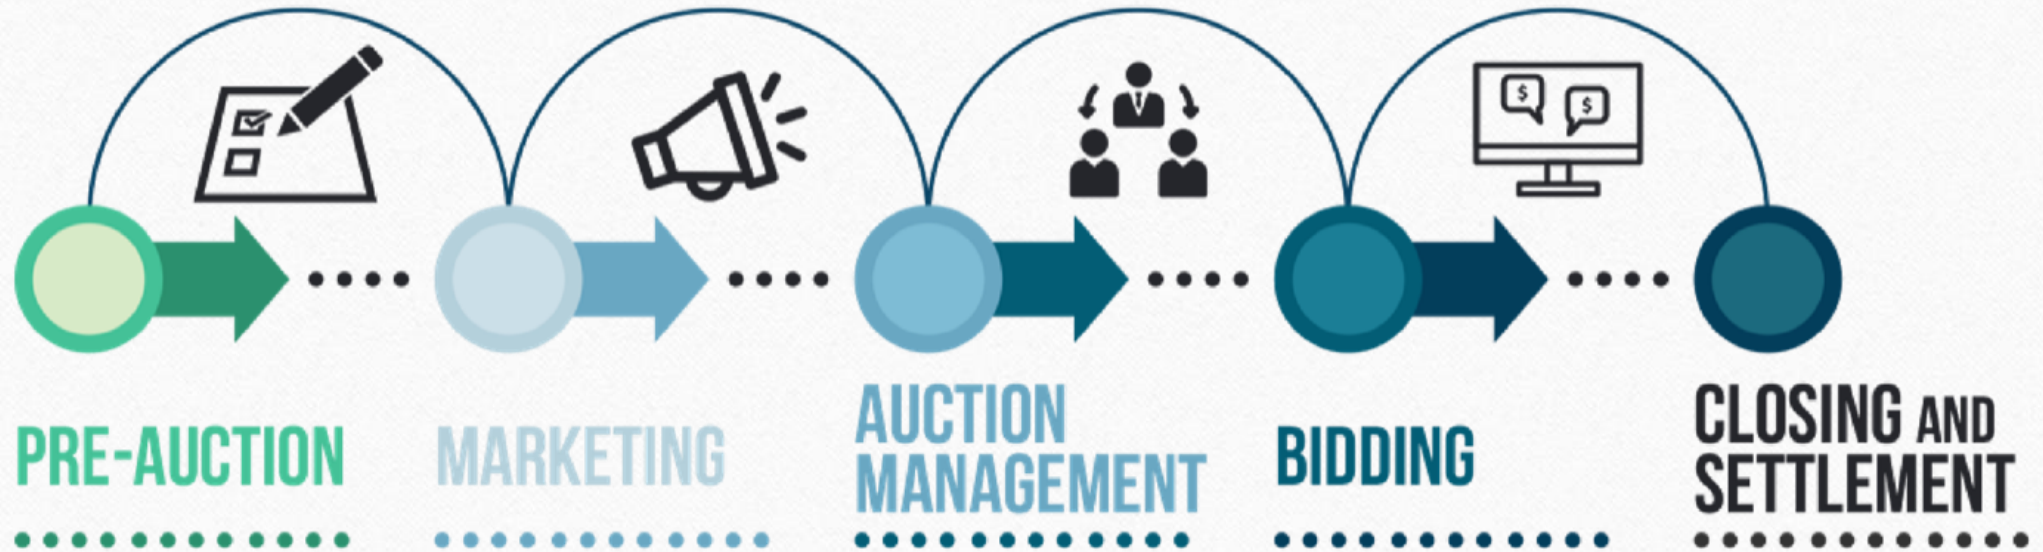 $ $
PRE-AUCTION
MARKETING
AUCTION
MANAGEMENT
BIDDING
CLOSING AND
SETTLEMENT